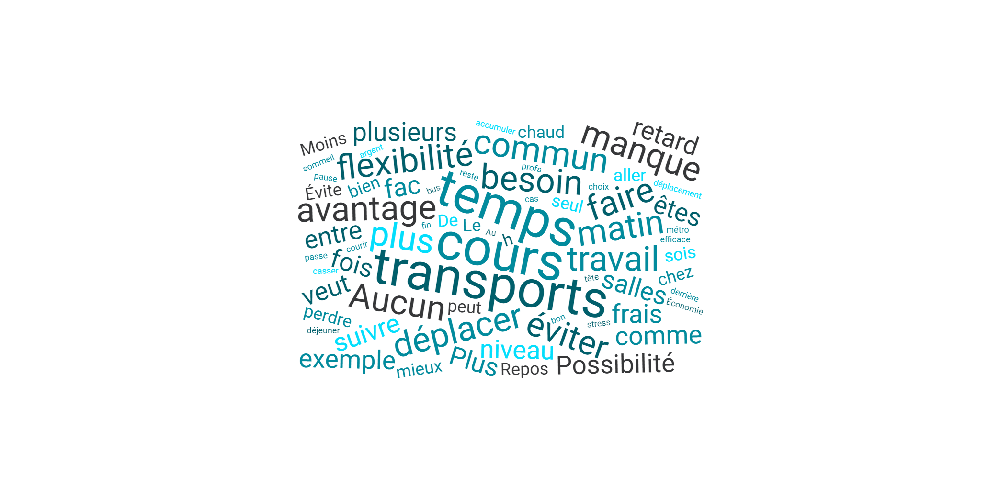 accumuler
chaud
retard
plusieurs
Moins
manque
commun
argent
flexibilité
sommeil
profs
reste
besoin
aller
pause
choix
déplacement
bien
fac
Évite
bus
temps
cas
seul
faire
êtes
avantage
De
Le
fin
Au
h
matin
métro
efficace
entre
plus
cours
courir
passe
fois
travail
sois
casser
transports
tête
salles
chez
derrière
Économie
veut
Aucun
peut
perdre
bon
stress
frais
déjeuner
suivre
déplacer
éviter
comme
niveau
exemple
Plus
mieux
Repos
Possibilité